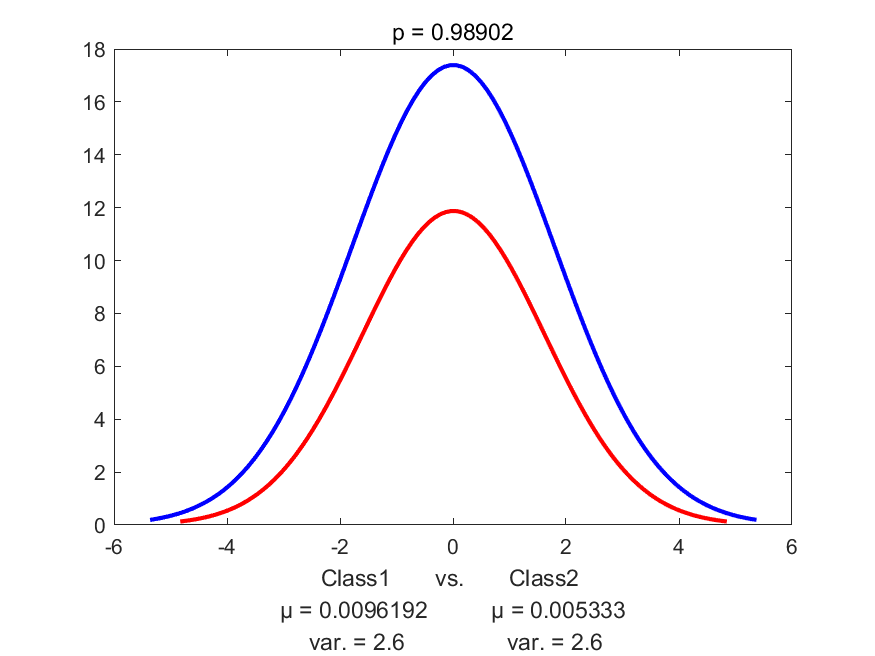 p = 0.98902
18
16
14
12
10
8
6
4
2
0
-6 -4 -2 0 2 4 6
Class1 vs. Class2
μ = 0.0096192 μ = 0.005333
var. = 2.6 var. = 2.6